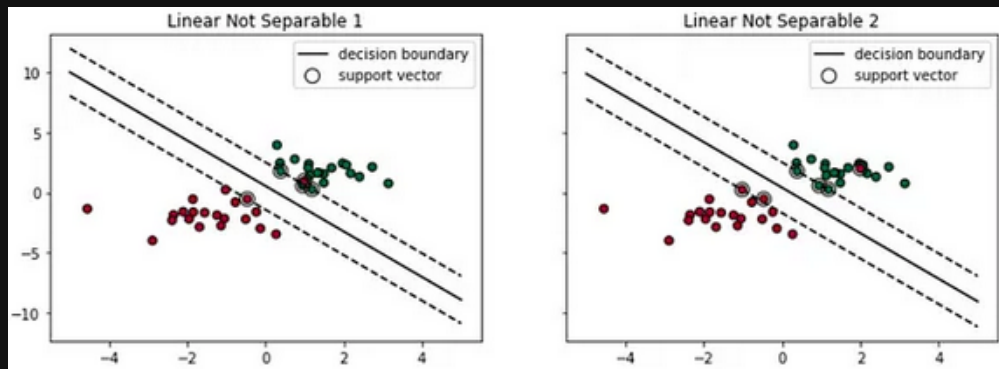 Linear Not Separable 1
decision boundary
support vector
10
5
0
−5
−10
−4
−2
0
2
4
Linear Not Separable 2
decision boundary
support vector
−4
−2
0
2
4